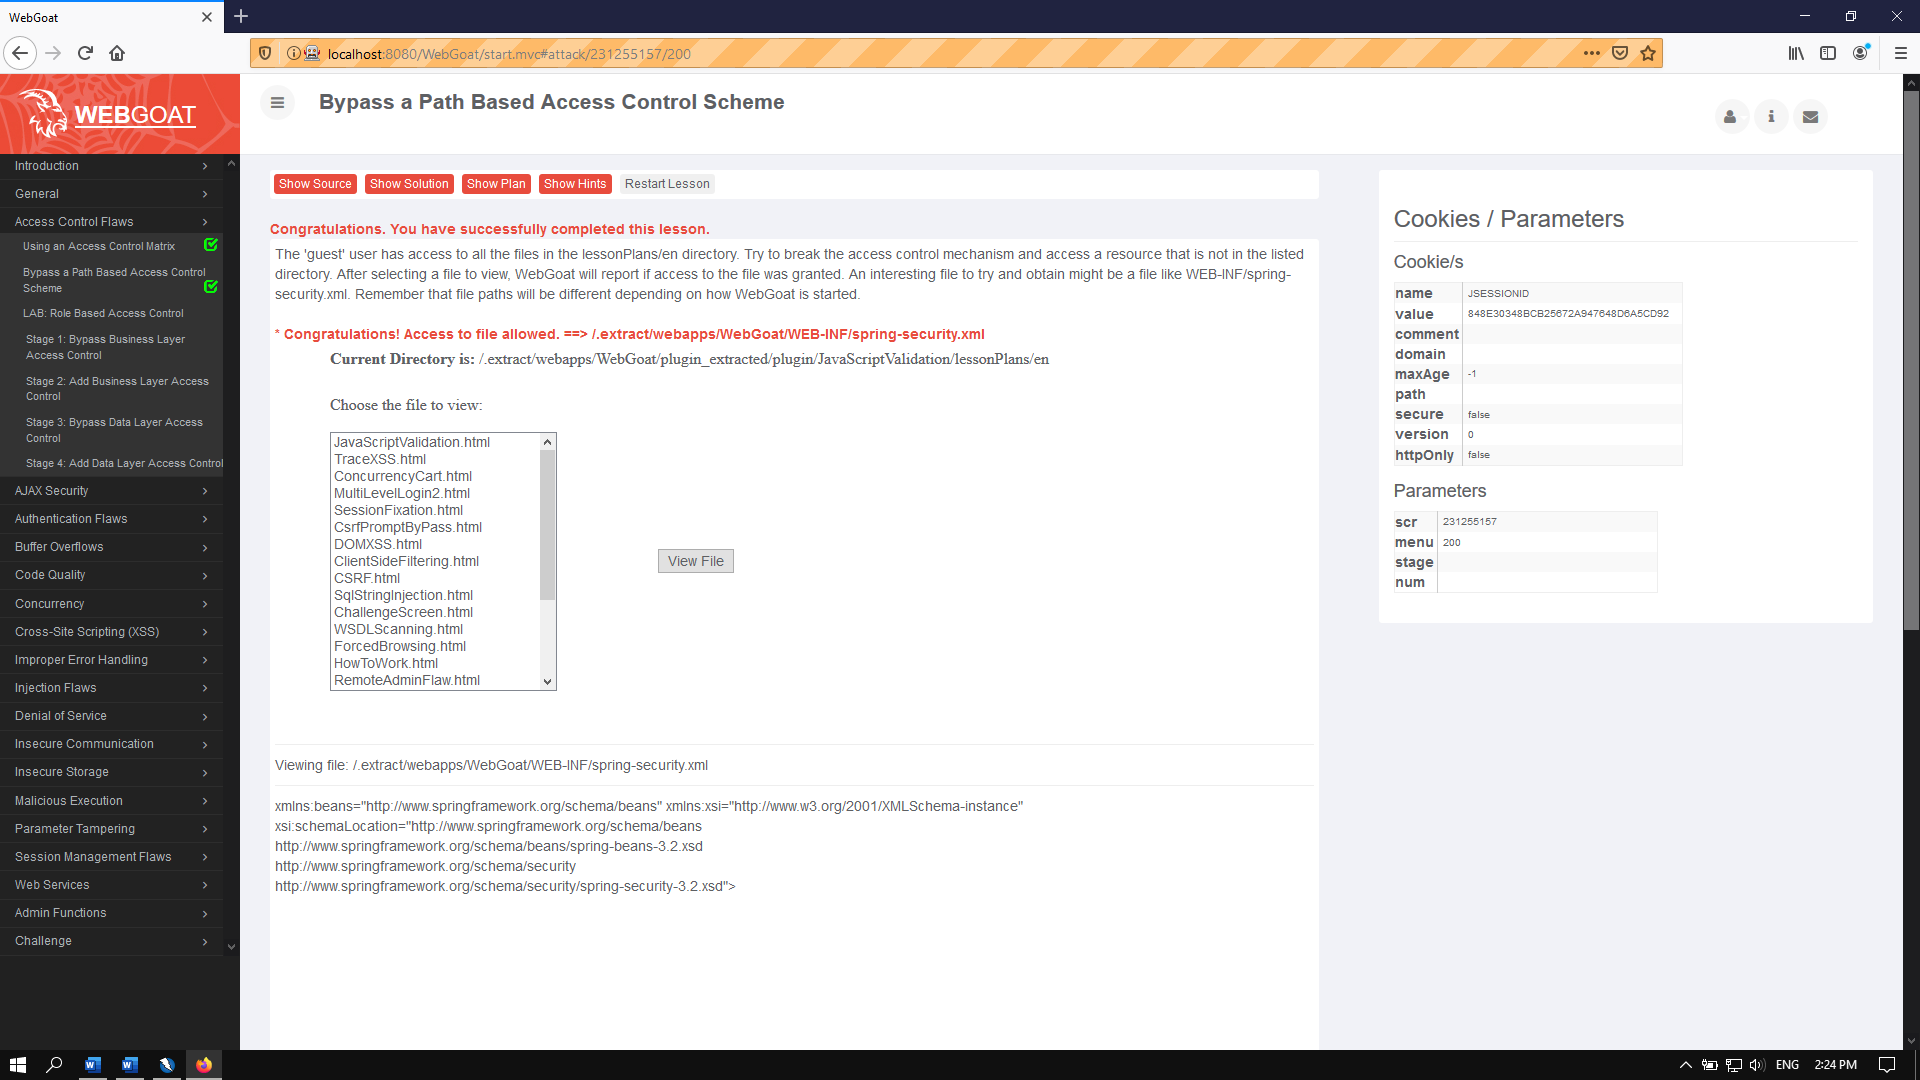 WebGoat
localhost:8080/WebGoat/start.mvc#attack/231255157/200
WEBGOAT
Bypass a Path Based Access Control Scheme
Introduction
General
Access Control Flaws
Using an Access Control Matrix
Bypass a Path Based Access Control
Scheme
LAB: Role Based Access Control
Stage 1: Bypass Business Layer
Access Control
Stage 2: Add Business Layer Access
Control
Stage 3: Bypass Data Layer Access
Control
Stage 4: Add Data Layer Access Control
AJAX Security
Authentication Flaws
Buffer Overflows
Code Quality
Concurrency
Cross-Site Scripting (XSS)
Improper Error Handling
Injection Flaws
Denial of Service
Insecure Communication
Insecure Storage
Malicious Execution
Parameter Tampering
Session Management Flaws
Web Services
Admin Functions
Challenge
Show Source Show Solution Show Plan Show Hints Restart Lesson
Congratulations. You have successfully completed this lesson.
The 'guest' user has access to all the files in the lessonPlans/en directory. Try to break the access control mechanism and access a resource that is not in the listed
directory. After selecting a file to view, WebGoat will report if access to the file was granted. An interesting file to try and obtain might be a file like WEB-INF/spring-
security.xml. Remember that file paths will be different depending on how WebGoat is started.
* Congratulations! Access to file allowed. ==> /.extract/webapps/WebGoat/WEB-INF/spring-security.xml
Current Directory is: /.extract/webapps/WebGoat/plugin_extracted/plugin/JavaScriptValidation/lessonPlans/en
Choose the file to view:
JavaScriptValidation.html
TraceXSS.html
ConcurrencyCart.html
MultiLevelLogin2.html
SessionFixation.html
CsrfPromptByPass.html
DOMXSS.html
ClientSideFiltering.html
CSRF.html
SqlStringInjection.html
ChallengeScreen.html
WSDLScanning.html
ForcedBrowsing.html
HowToWork.html
RemoteAdminFlaw.html
View File
Viewing file: /.extract/webapps/WebGoat/WEB-INF/spring-security.xml
xmlns:beans="http://www.springframework.org/schema/beans" xmlns:xsi="http://www.w3.org/2001/XMLSchema-instance"
xsi:schemaLocation="http://www.springframework.org/schema/beans
http://www.springframework.org/schema/beans/spring-beans-3.2.xsd
http://www.springframework.org/schema/security
http://www.springframework.org/schema/security/spring-security-3.2.xsd">
Cookies / Parameters
Cookie/s
name JSESSIONID
value 848E30348BCB25672A947648D6A5CD92
comment
domain
maxAge -1
path
secure false
version 0
httpOnly false
Parameters
scr 231255157
menu 200
stage
num
ENG 2:24 PM